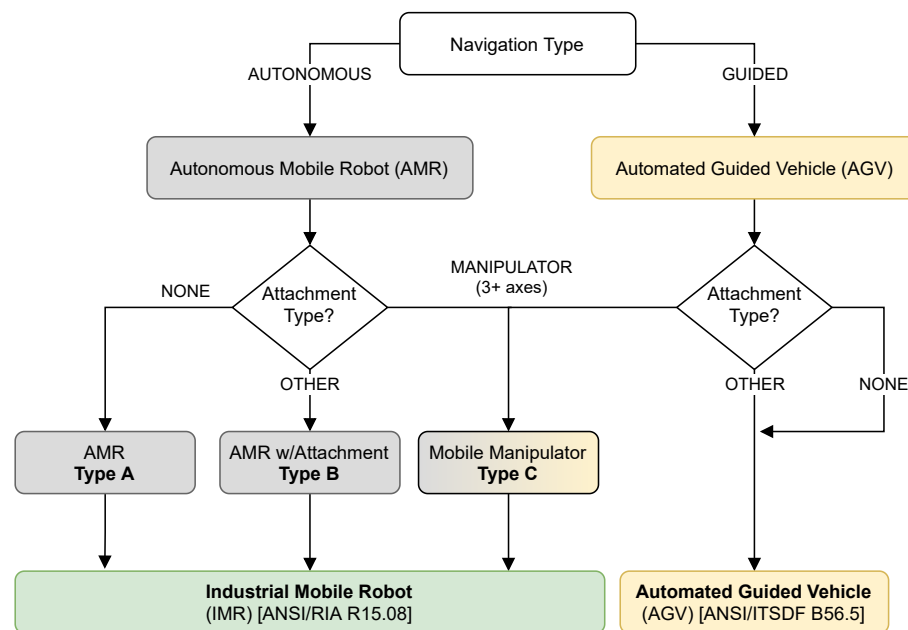 Navigation Type
AUTONOMOUS
GUIDED
Autonomous Mobile Robot (AMR)
Automated Guided Vehicle (AGV)
MANIPULATOR
(3+ axes)
NONE
Attachment
Type?
Attachment
Type?
OTHER
OTHER
NONE
AMR
Type A
AMR w/Attachment
Type B
Mobile Manipulator
Type C
Industrial Mobile Robot
(IMR) [ANSI/RIA R15.08]
Automated Guided Vehicle
(AGV) [ANSI/ITSDF B56.5]